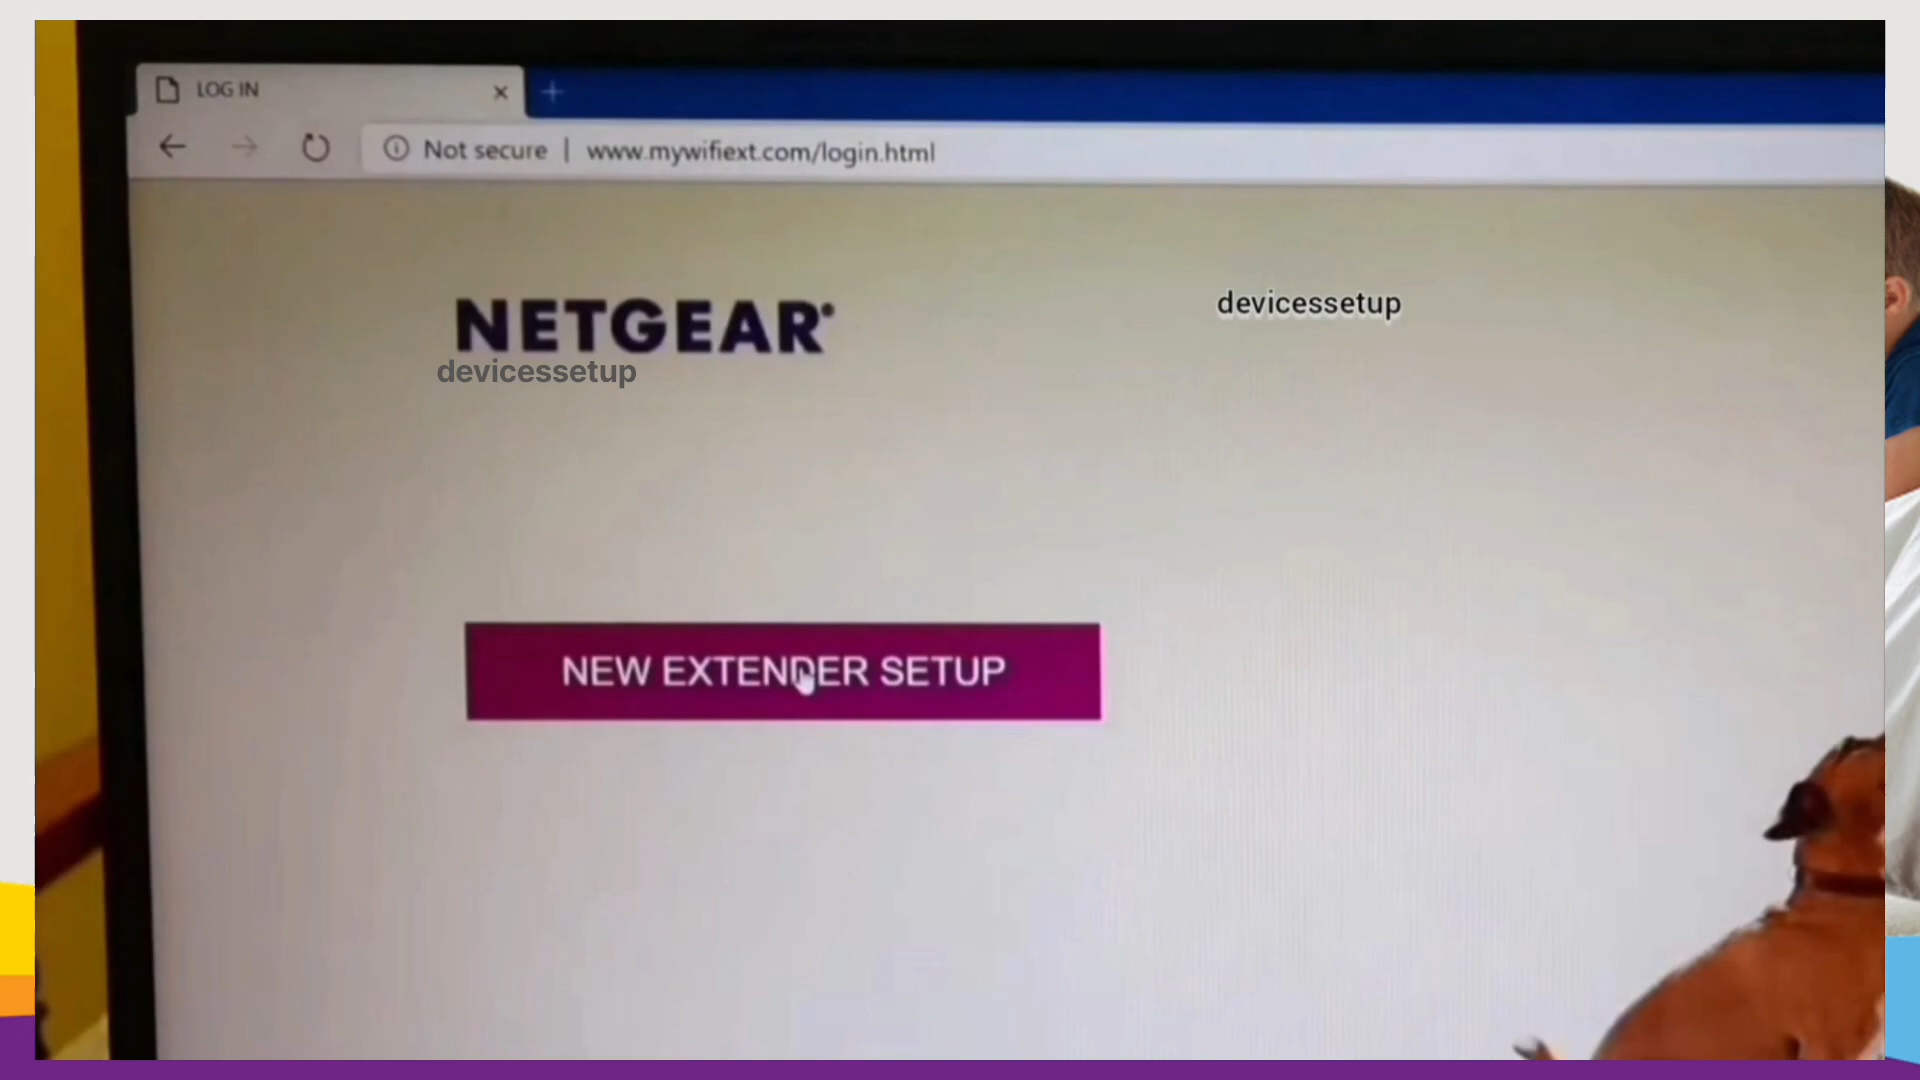 LOG IN
Not secure | www.mywifiext.com/login.html
NETGEAR
devicessetup
devicessetup
NEW EXTENDER SETUP